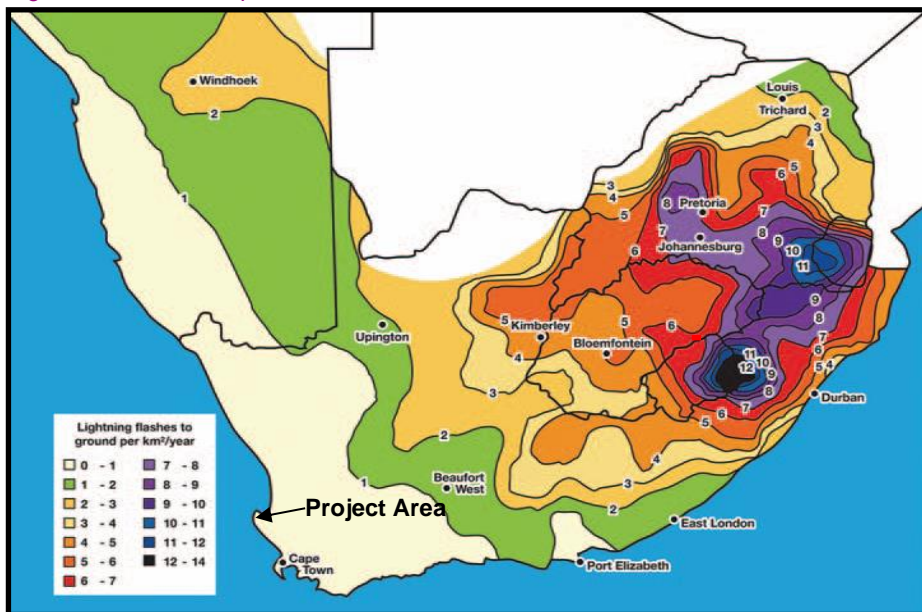 Windhoek
2
1
Louis
Trichard
2
3
4
5
6
3
4
5
8
Pretoria
7
7
Johannesburg
6
8
9
10
11
9
8
7
6
5
4
Upington
5
Kimberley
5
Bloemfontein
6
4
3
11
10
12
9
8
7
6
5
Durban
2
4
3
2
1
Beaufort
West
East London
Port Elizabeth
Project Area
Cape
Town
Lightning flashes to
ground per km²/year
0 - 1
7 - 8
1 - 2
8 - 9
2 - 3
9 - 10
3 - 4
10 - 11
4 - 5
11 - 12
5 - 6
12 - 14
6 - 7